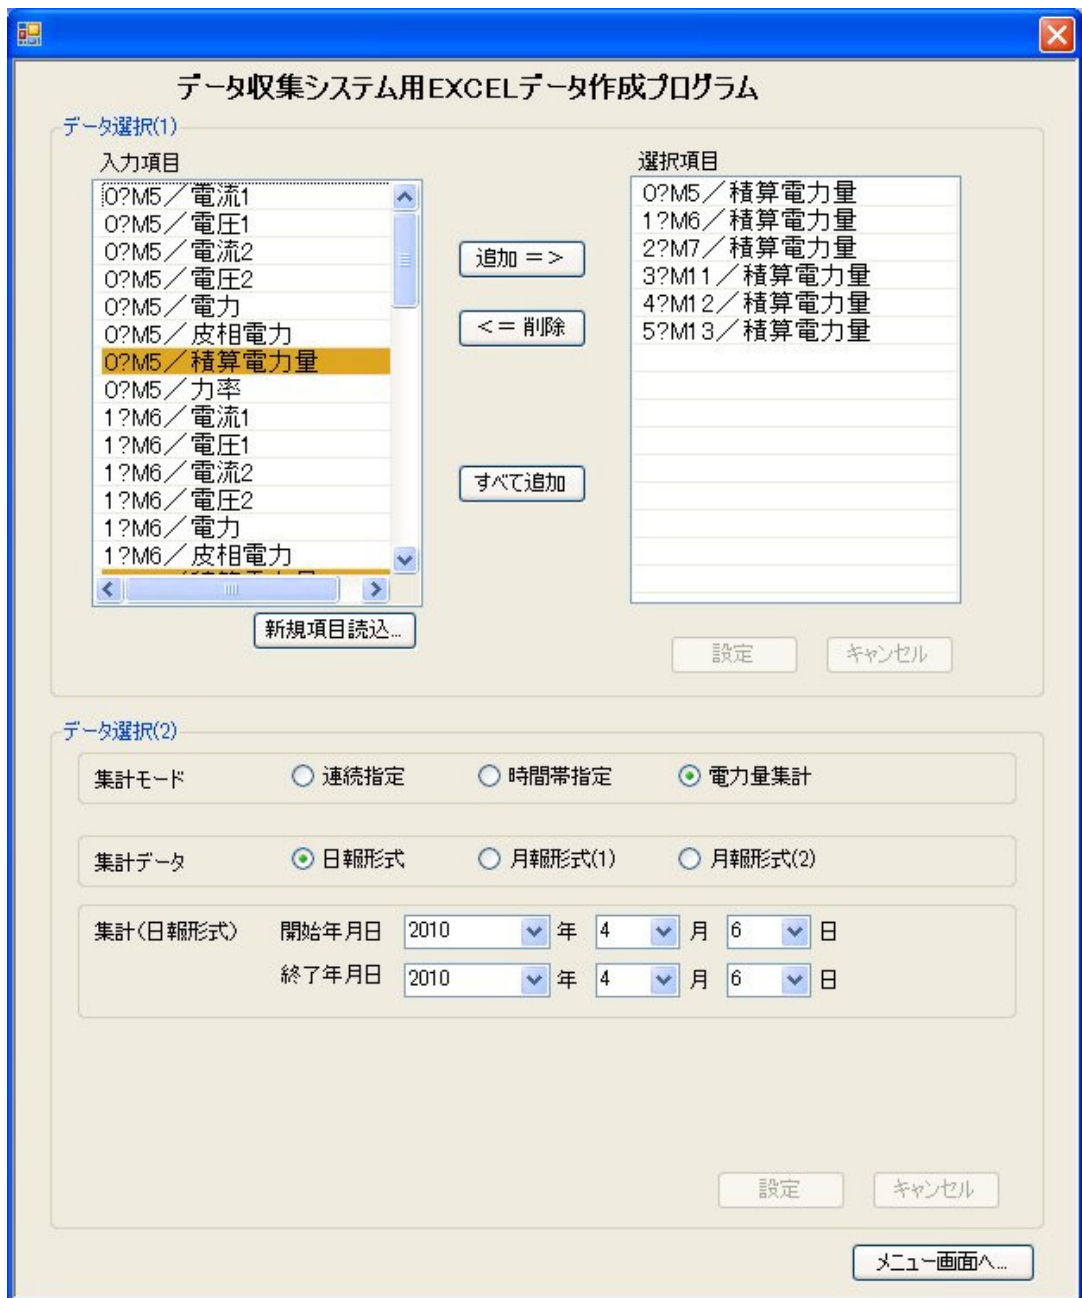 データ収集システム用EXCELデータ作成プログラム
データ選択(1)
入力項目
0?M5／電流1
0?M5／電圧1
0?M5／電流2
0?M5／電圧2
0?M5／電力
0?M5／皮相電力
0?M5／積算電力量
0?M5／力率
1?M6／電流1
1?M6／電圧1
1?M6／電流2
1?M6／電圧2
1?M6／電力
1?M6／皮相電力
新規項目読込...
追加 =>
<= 削除
すべて追加
選択項目
0?M5／積算電力量
1?M6／積算電力量
2?M7／積算電力量
3?M11／積算電力量
4?M12／積算電力量
5?M13／積算電力量
設定 キャンセル
データ選択(2)
集計モード 連続指定 時間帯指定 電力量集計
集計データ 日報形式 月報形式(1) 月報形式(2)
集計(日報形式) 開始年月日 2010 年 4 月 6 日
終了年月日 2010 年 4 月 6 日
設定 キャンセル
メニュー画面へ...